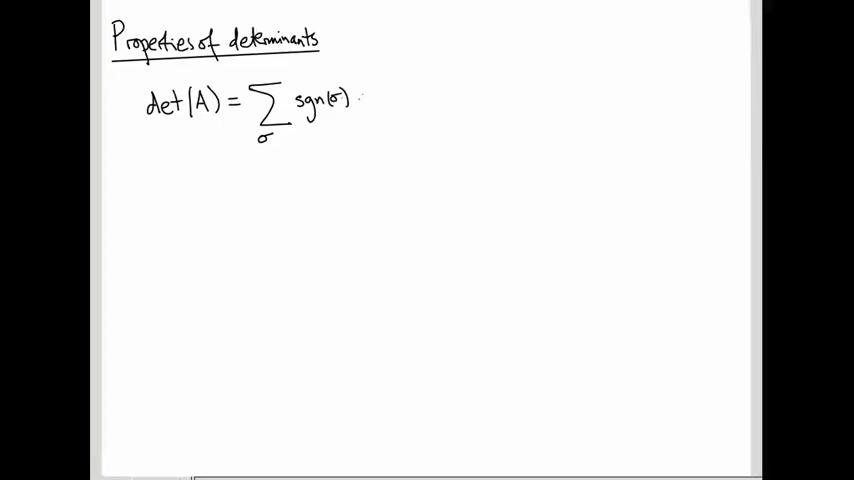 Properties of determinants
det(A) = ∑ sgn(σ)
σ